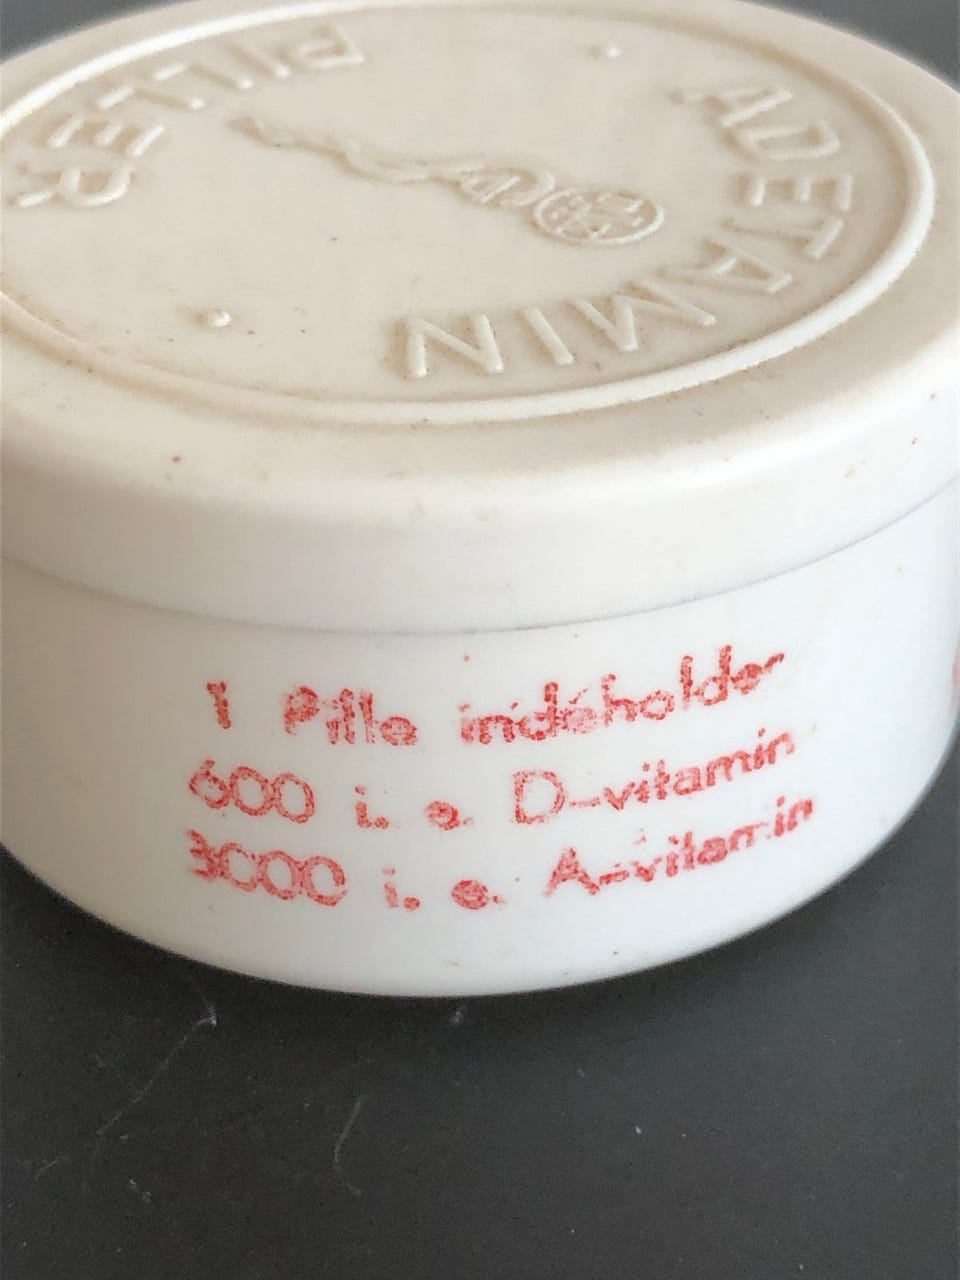 ADETAMIN
PILLER
1 Pille indeholder
600 i. e. D-vitamin
3000 i. e. A-vitamin